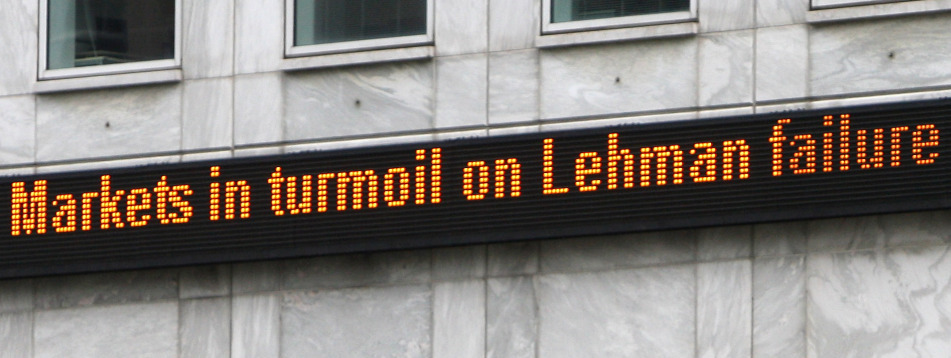 Markets in turmoil on Lehman failure